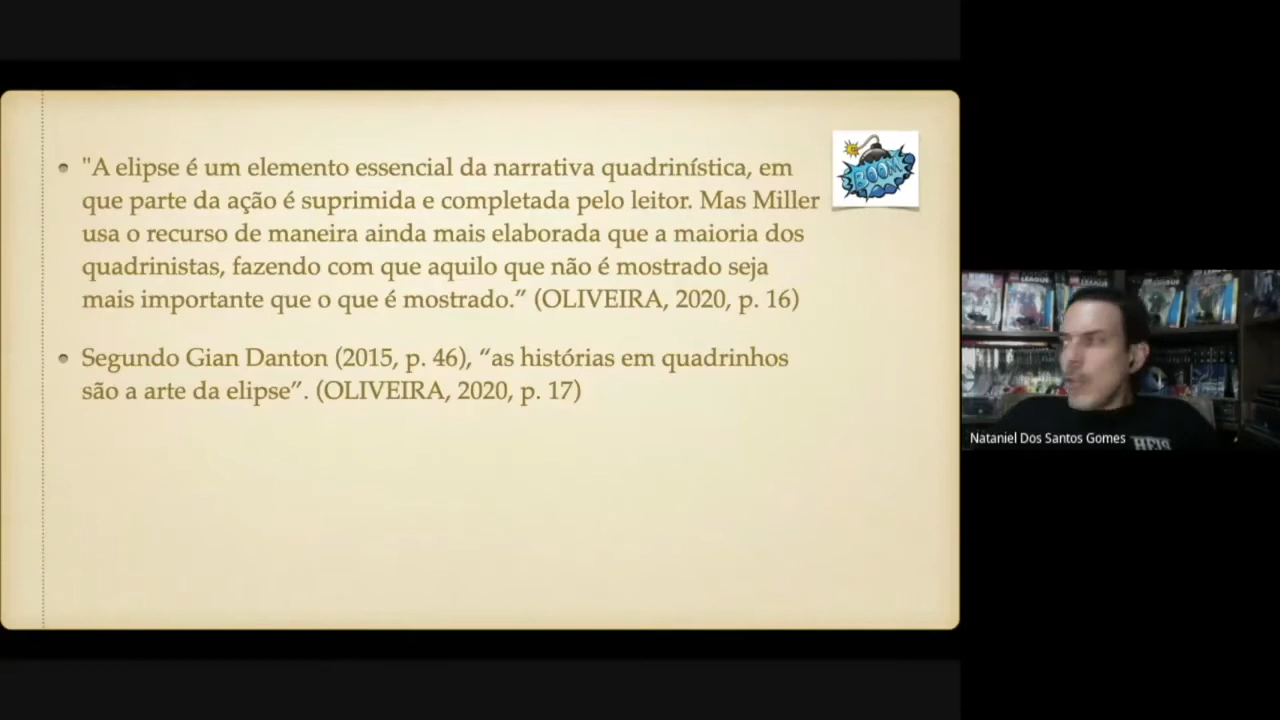 "A elipse é um elemento essencial da narrativa quadrinística, em
que parte da ação é suprimida e completada pelo leitor. Mas Miller
usa o recurso de maneira ainda mais elaborada que a maioria dos
quadrinistas, fazendo com que aquilo que não é mostrado seja
mais importante que o que é mostrado.” (OLIVEIRA, 2020, p. 16)
Segundo Gian Danton (2015, p. 46), “as histórias em quadrinhos
são a arte da elipse”. (OLIVEIRA, 2020, p. 17)
BOOM!
LEAGUE
Nataniel Dos Santos Gomes